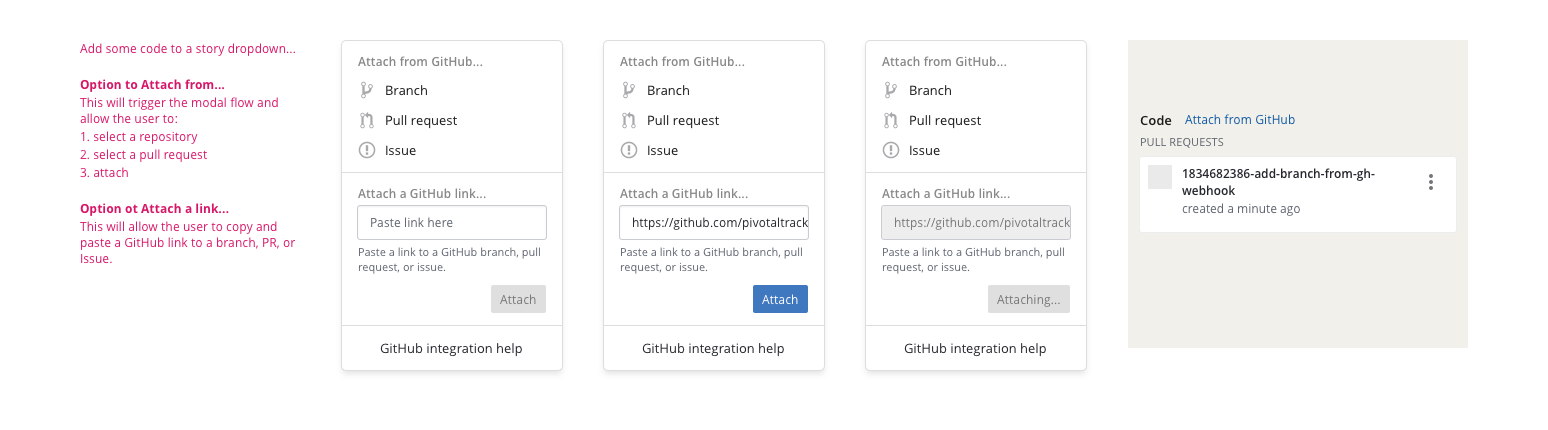 Add some code to a story dropdown...
Option to Attach from...
This will trigger the modal flow and
allow the user to:
1. select a repository
2. select a pull request
3. attach
Option ot Attach a link...
This will allow the user to copy and
paste a GitHub link to a branch, PR, or
Issue.
Attach from GitHub...
Branch
Pull request
Issue
Attach a GitHub link...
Paste link here
Paste a link to a GitHub branch, pull
request, or issue.
Attach
GitHub integration help
Attach from GitHub...
Branch
Pull request
Issue
Attach a GitHub link...
https://github.com/pivotaltrack
Paste a link to a GitHub branch, pull
request, or issue.
Attach
GitHub integration help
Attach from GitHub...
Branch
Pull request
Issue
Attach a GitHub link...
https://github.com/pivotaltrack
Paste a link to a GitHub branch, pull
request, or issue.
Attaching...
GitHub integration help
Code Attach from GitHub
PULL REQUESTS
1834682386-add-branch-from-gh-
webhook
created a minute ago